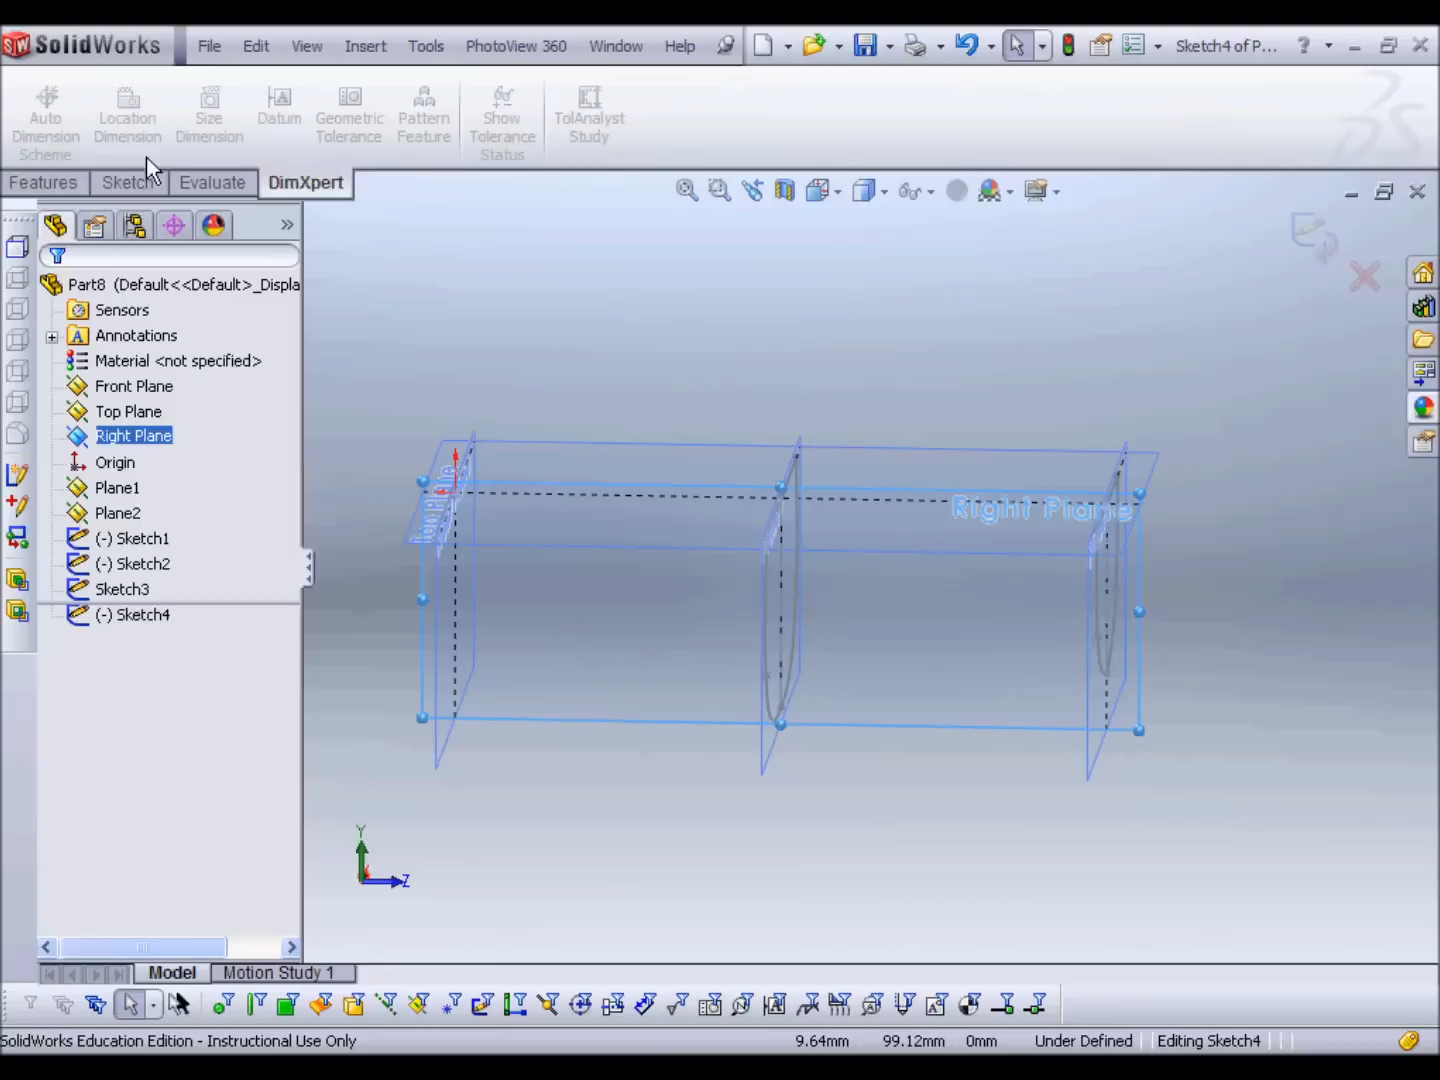 SolidWorks File Edit View Insert Tools PhotoView 360 Window Help Sketch4 of P... ?
Auto Dimension Scheme
Location Dimension
Size Dimension
Datum
Geometric Tolerance
Pattern Feature
Show Tolerance Status
TolAnalyst Study
Features Sketch Evaluate DimXpert
Part8 (Default<<Default>_Displa
Sensors
Annotations
Material <not specified>
Front Plane
Top Plane
Right Plane
Origin
Plane1
Plane2
(-) Sketch1
(-) Sketch2
Sketch3
(-) Sketch4
Top Plane
Right Plane
Y
Z
Model Motion Study 1
SolidWorks Education Edition - Instructional Use Only 9.64mm 99.12mm 0mm Under Defined Editing Sketch4